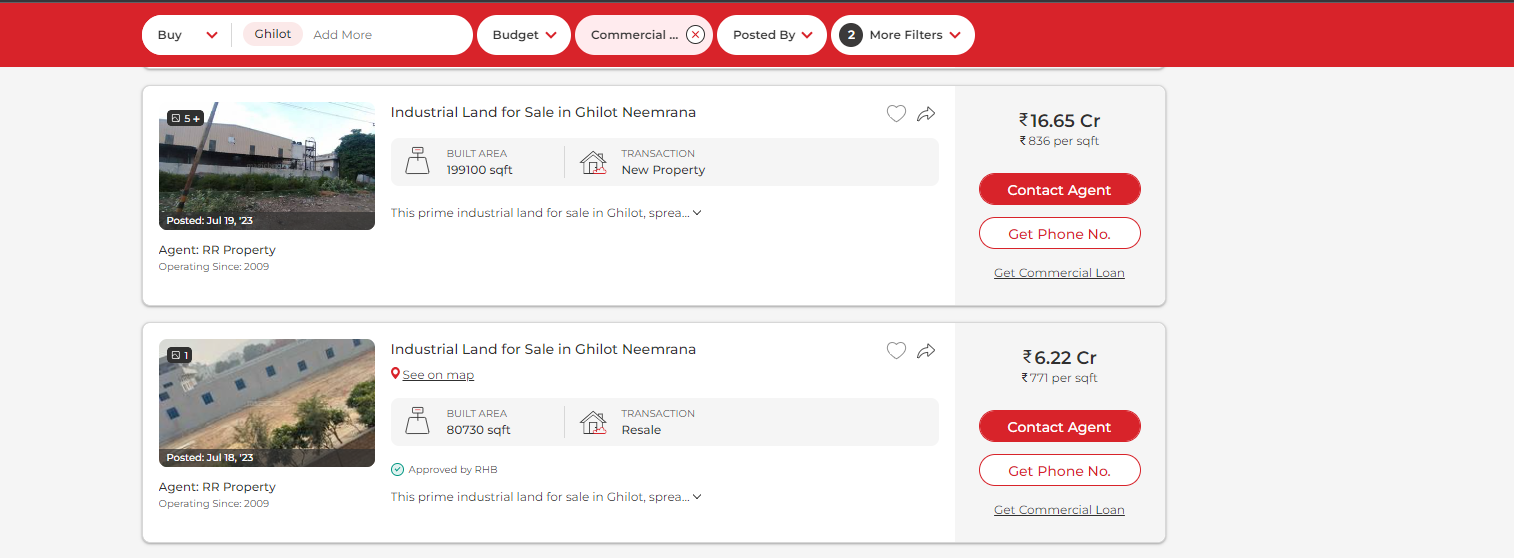 Buy Ghilot Add More Budget Commercial ... Posted By 2 More Filters
5 +
Posted: Jul 19, '23
Agent: RR Property
Operating Since: 2009
Industrial Land for Sale in Ghilot Neemrana
BUILT AREA TRANSACTION
199100 sqft New Property
This prime industrial land for sale in Ghilot, sprea...
₹16.65 Cr
₹836 per sqft
Contact Agent
Get Phone No.
Get Commercial Loan
1
Posted: Jul 18, '23
Agent: RR Property
Operating Since: 2009
Industrial Land for Sale in Ghilot Neemrana
See on map
BUILT AREA TRANSACTION
80730 sqft Resale
Approved by RHB
This prime industrial land for sale in Ghilot, sprea...
₹6.22 Cr
₹771 per sqft
Contact Agent
Get Phone No.
Get Commercial Loan